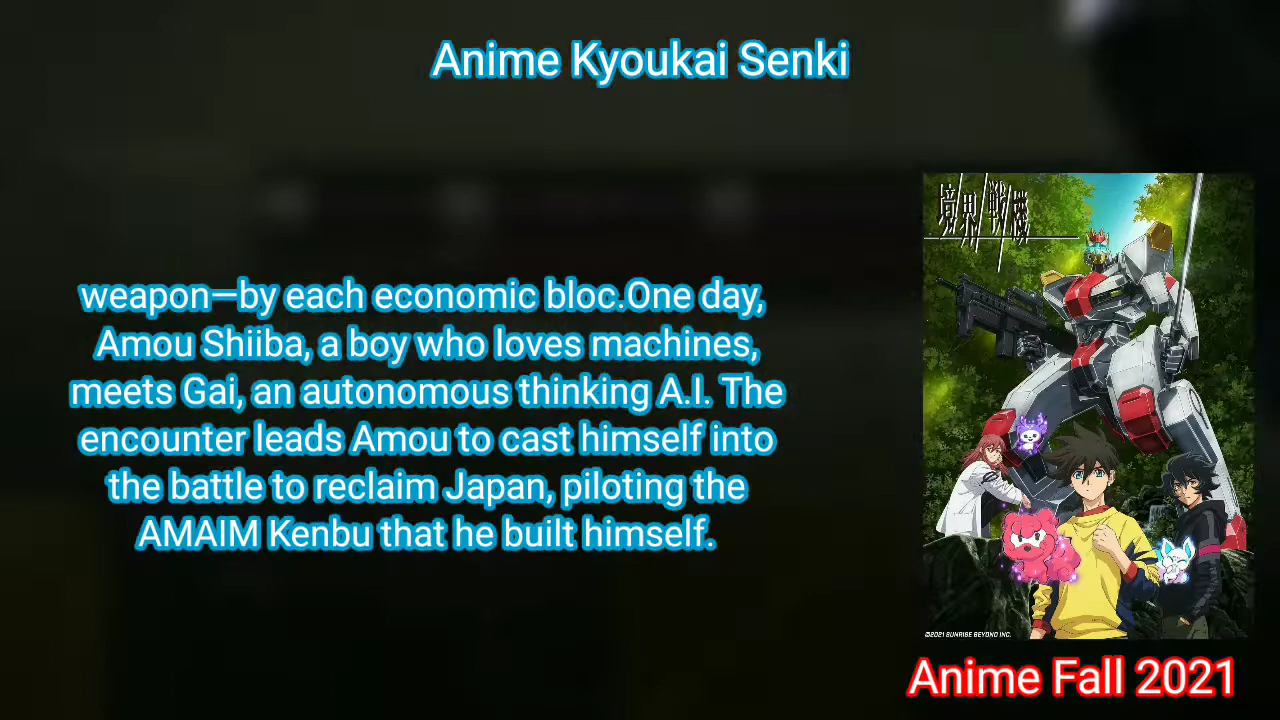 Anime Kyoukai Senki
境界戦機
weapon—by each economic bloc.One day,
Amou Shiiba, a boy who loves machines,
meets Gai, an autonomous thinking A.I. The
encounter leads Amou to cast himself into
the battle to reclaim Japan, piloting the
AMAIM Kenbu that he built himself.
©2021 SUNRISE BEYOND INC.
Anime Fall 2021